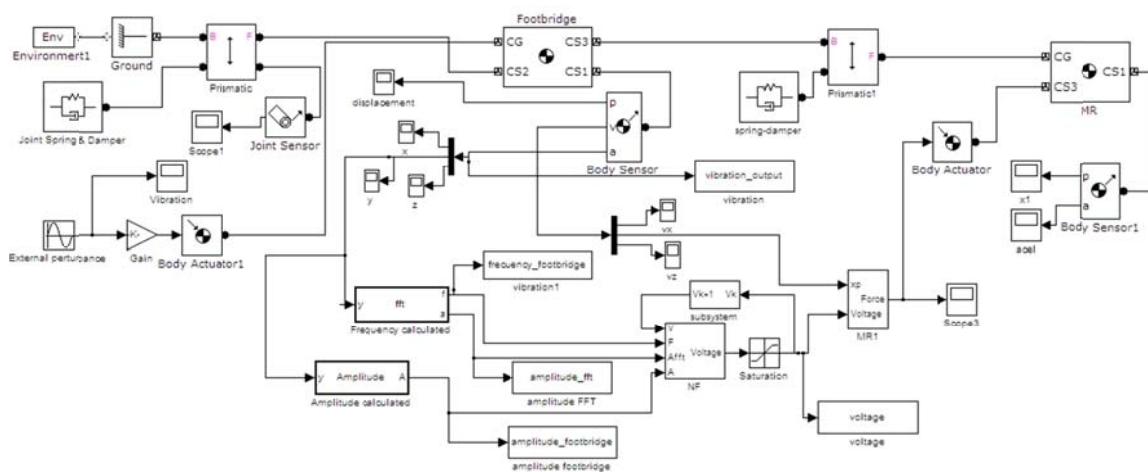 Footbridge
Env
Environmert1
Ground
B
F
Prismatic
CG
CS3
CS2
CS1
B
F
Prismatic1
CS1
CS3
MR
Joint Spring & Damper
Scope1
Joint Sensor
displacement
p
v
a
Body Sensor
spring-damper
Body Actuator
x
y
z
vibration_output
vibration
x1
acel
p
a
Body Sensor1
Vibration
External perturbance
K-
Gain
Body Actuator1
vx
vz
frequency_footbridge
vibration1
y
fft
f
a
Frequency calculated
Vk+1
Vk
subsystem
xp
Force
Voltage
MR1
Scope3
v
F
Afft
A
Voltage
NF
Saturation
y
Amplitude
A
Amplitude calculated
amplitude_fft
amplitude FFT
voltage
voltage
amplitude_footbridge
amplitude footbridge